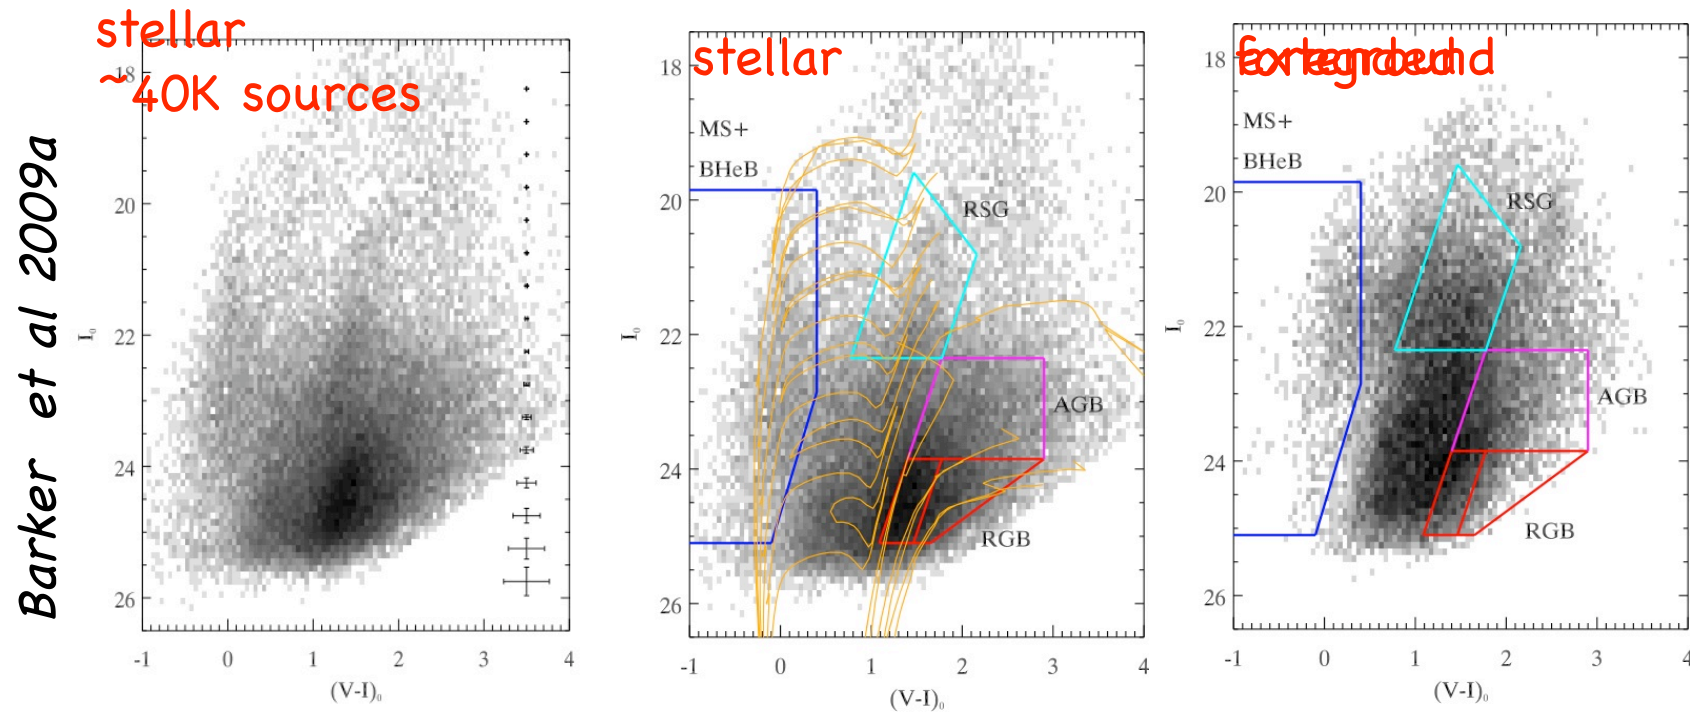 Barker et al 2009a
stellar
~40K sources
18
20
22
24
26
I₀
-1 0 1 2 3 4
(V-I)₀
stellar
18
20
22
24
26
I₀
MS+
BHeB
RSG
AGB
RGB
-1 0 1 2 3 4
(V-I)₀
18
20
22
24
26
I₀
MS+
BHeB
RSG
AGB
RGB
-1 0 1 2 3 4
(V-I)₀